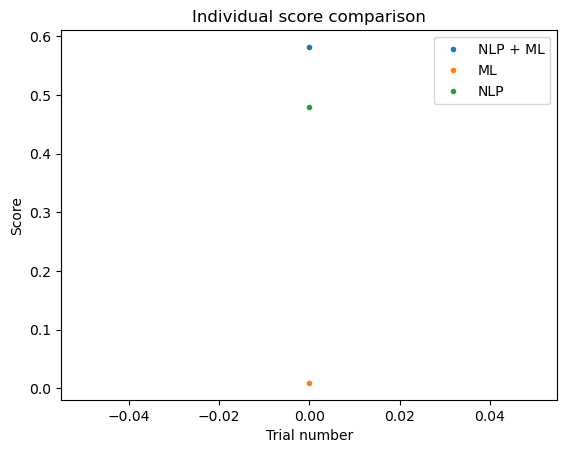 Individual score comparison
NLP + ML
ML
NLP
Score
0.6
0.5
0.4
0.3
0.2
0.1
0.0
−0.04
−0.02
0.00
0.02
0.04
Trial number